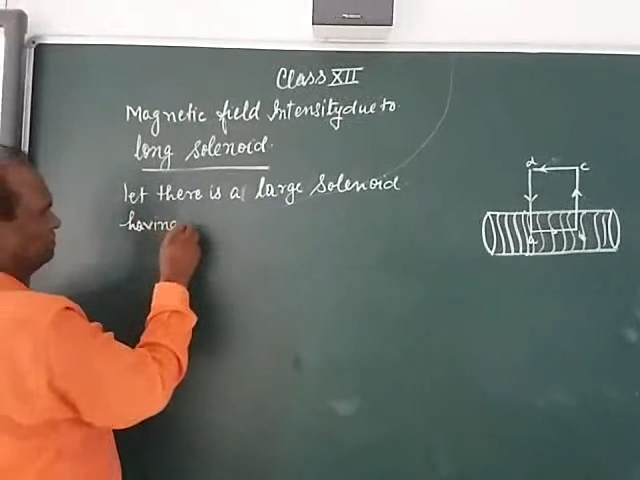 Class XII
Magnetic field Intensity due to
long solenoid.
let there is a large solenoid
having
d c